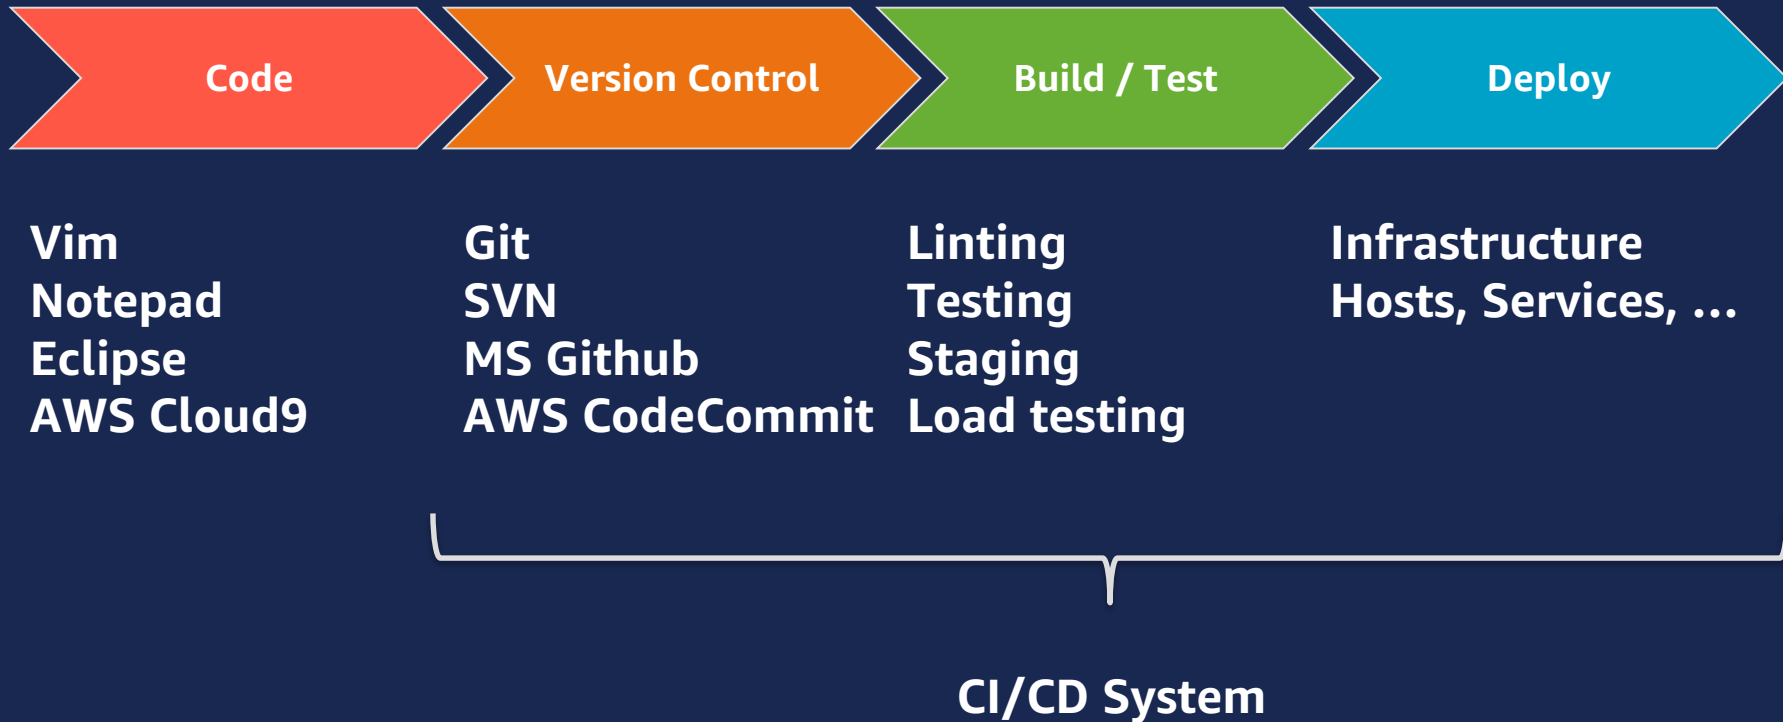 Code
Version Control
Build / Test
Deploy
Vim
Notepad
Eclipse
AWS Cloud9
Git
SVN
MS Github
AWS CodeCommit
Linting
Testing
Staging
Load testing
Infrastructure
Hosts, Services, …
CI/CD System